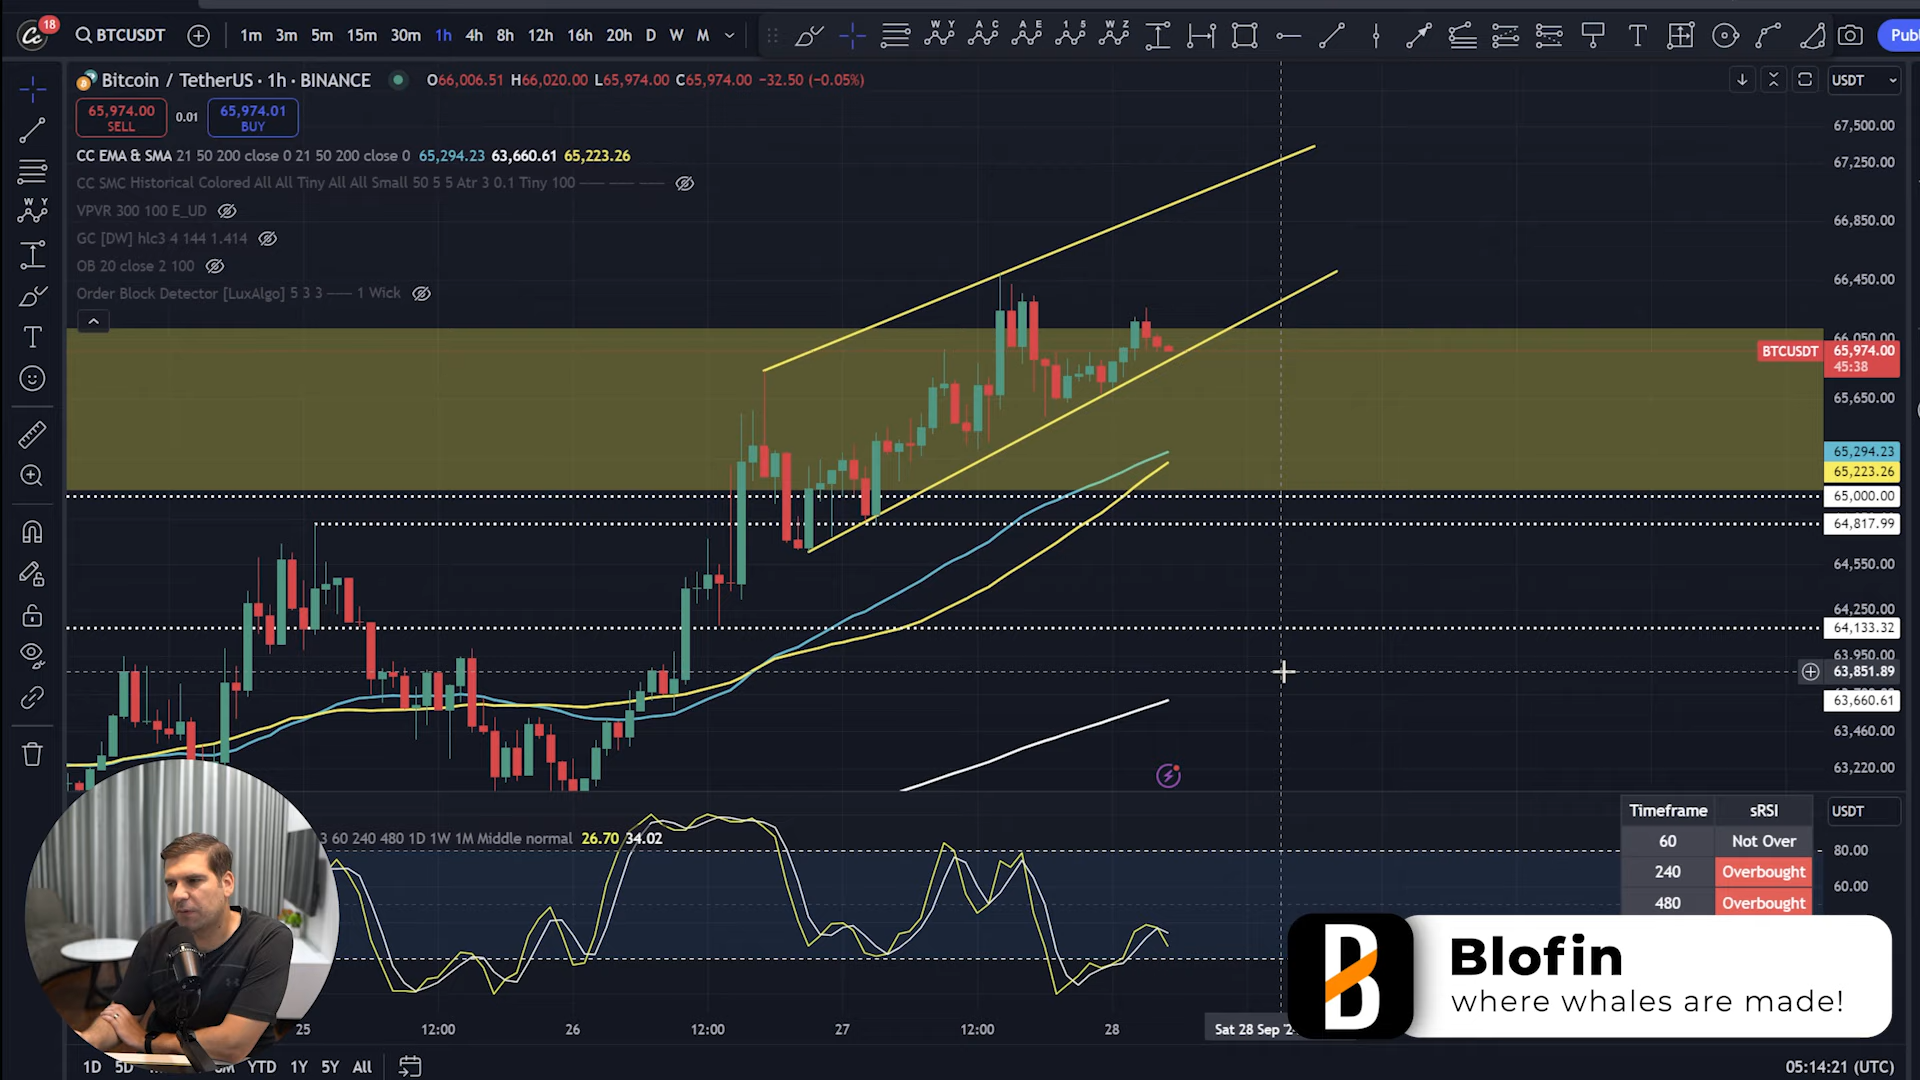 18
BTCUSDT
1m 3m 5m 15m 30m 1h 4h 8h 12h 16h 20h D W M
W Y
A C
A E
1 5
W Z
T
Publ
Bitcoin / TetherUS · 1h · BINANCE
O66,006.51 H66,020.00 L65,974.00 C65,974.00 −32.50 (−0.05%)
USDT
65,974.00
SELL
0.01
65,974.01
BUY
CC EMA & SMA 21 50 200 close 0 21 50 200 close 0 65,294.23 63,660.61 65,223.26
CC SMC Historical Colored All All Tiny All All Small 50 5 5 Atr 3 0.1 Tiny 100
VPVR 300 100 E_UD
GC [DW] hlc3 4 144 1.414
OB 20 close 2 100
Order Block Detector [LuxAlgo] 5 3 3 1 Wick
W Y
T
67,500.00
67,250.00
66,850.00
66,450.00
66,050.00
BTCUSDT
65,974.00
45:38
65,650.00
65,294.23
65,223.26
65,000.00
64,817.99
64,550.00
64,250.00
64,133.32
63,950.00
63,851.89
63,660.61
63,460.00
63,220.00
3 60 240 480 1D 1W 1M Middle normal 26.70 34.02
Timeframe sRSI
60 Not Over
240 Overbought
480 Overbought
USDT
80.00
60.00
Blofin
where whales are made!
25 12:00 26 12:00 27 12:00 28 Sat 28 Sep '2
1D 5D YTD 1Y 5Y All
05:14:21 (UTC)